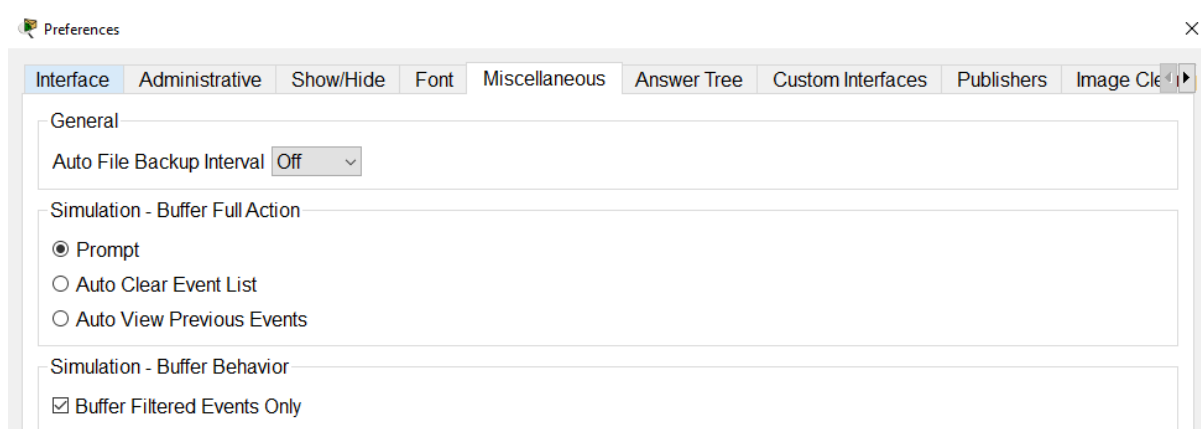 Preferences
Interface Administrative Show/Hide Font Miscellaneous Answer Tree Custom Interfaces Publishers Image Cle
General
Auto File Backup Interval Off
Simulation - Buffer Full Action
Prompt
Auto Clear Event List
Auto View Previous Events
Simulation - Buffer Behavior
Buffer Filtered Events Only